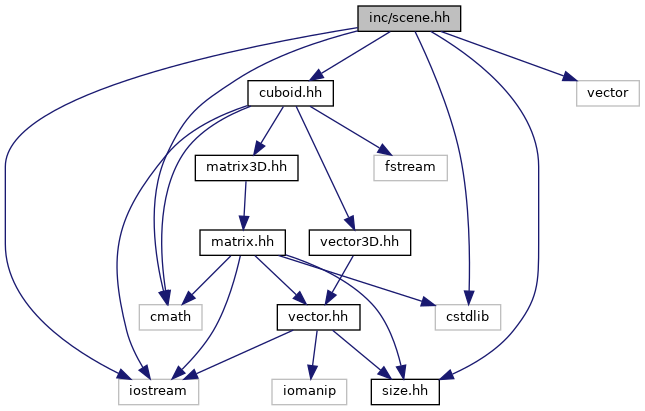 inc/scene.hh
cuboid.hh
vector
matrix3D.hh
fstream
matrix.hh
vector3D.hh
cmath
vector.hh
cstdlib
iostream
iomanip
size.hh